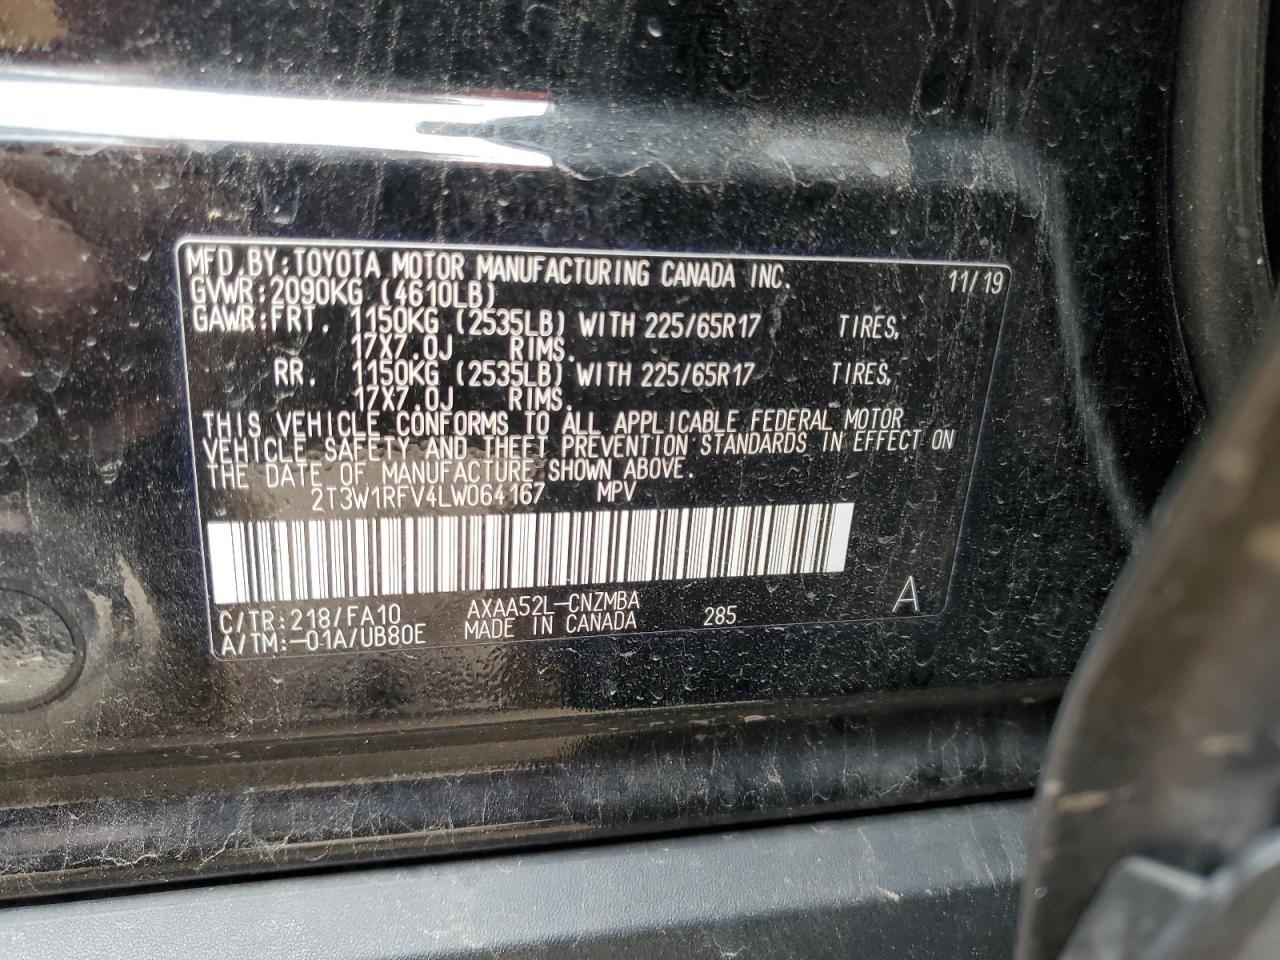 MFD.BY:TOYOTA MOTOR MANUFACTURING CANADA INC. 11/19
GVWR:2090KG (4610LB)
GAWR:FRT. 1150KG (2535LB) WITH 225/65R17 TIRES,
17X7.0J RIMS.
RR. 1150KG (2535LB) WITH 225/65R17 TIRES,
17X7.0J RIMS.
THIS VEHICLE CONFORMS TO ALL APPLICABLE FEDERAL MOTOR
VEHICLE SAFETY AND THEFT PREVENTION STANDARDS IN EFFECT ON
THE DATE OF MANUFACTURE SHOWN ABOVE.
2T3W1RFV4LW064167 MPV
C/TR:218/FA10 AXAA52L-CNZMBA 285 A
A/TM:-01A/UB80E MADE IN CANADA